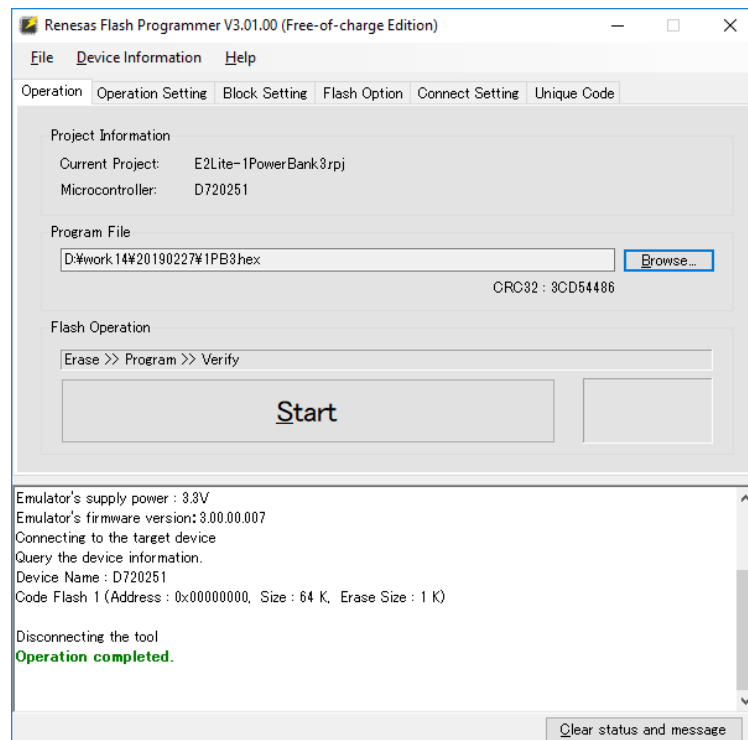 Renesas Flash Programmer V3.01.00 (Free-of-charge Edition)
File Device Information Help
Operation Operation Setting Block Setting Flash Option Connect Setting Unique Code
Project Information
Current Project: E2Lite-1PowerBank3.rpj
Microcontroller: D720251
Program File
D:¥work14¥20190227¥1PB3.hex Browse...
CRC32 : 3CD54486
Flash Operation
Erase >> Program >> Verify
Start
Emulator's supply power : 3.3V
Emulator's firmware version: 3.00.00.007
Connecting to the target device
Query the device information.
Device Name : D720251
Code Flash 1 (Address : 0x00000000, Size : 64 K, Erase Size : 1 K)
Disconnecting the tool
Operation completed.
Clear status and message